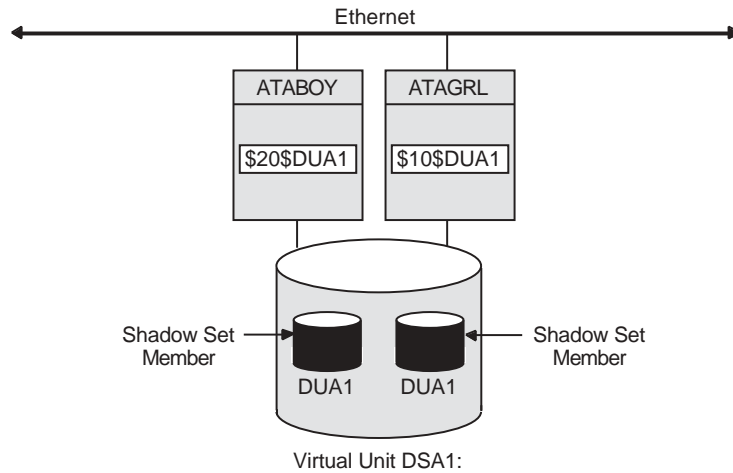 Ethernet
ATABOY
ATAGRL
$20$DUA1
$10$DUA1
Shadow Set
Member
Shadow Set
Member
DUA1
DUA1
Virtual Unit DSA1: